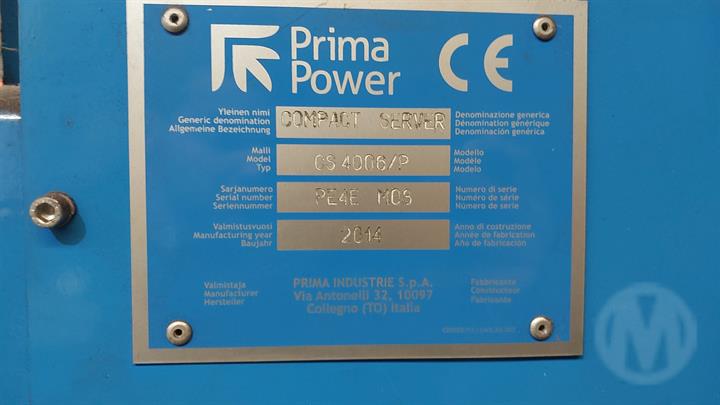 Prima
Power
CE
Yleinen nimi
Generic denomination
Allgemeine Bezeichnung
COMPACT SERVER
Denominazione generica
Dénomination générique
Denominación genérica
Malli
Model
Typ
CS4006/P
Modello
Modèle
Modelo
Sarjanumero
Serial number
Seriennummer
PE4E M0S
Numero di serie
Numéro de série
Número de serie
Valmistusvuosi
Manufacturing year
Baujahr
2014
Anno di costruzione
Année de fabrication
Año de fabricación
Valmistaja
Manufacturer
Hersteller
PRIMA INDUSTRIE S.p.A.
Via Antonelli 32, 10097
Collegno (TO) Italia
Fabbricante
Constructeur
Fabricante
M